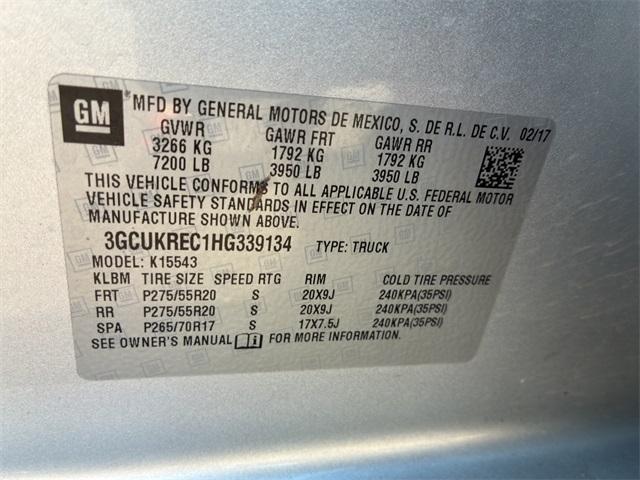 GM
MFD BY GENERAL MOTORS DE MEXICO, S. DE R.L. DE C.V. 02/17
GVWR GAWR FRT GAWR RR
3266 KG 1792 KG 1792 KG
7200 LB 3950 LB 3950 LB
THIS VEHICLE CONFORMS TO ALL APPLICABLE U.S. FEDERAL MOTOR
VEHICLE SAFETY STANDARDS IN EFFECT ON THE DATE OF
MANUFACTURE SHOWN ABOVE.
3GCUKREC1HG339134 TYPE: TRUCK
MODEL: K15543
KLBM TIRE SIZE SPEED RTG RIM COLD TIRE PRESSURE
FRT P275/55R20 S 20X9J 240KPA(35PSI)
RR P275/55R20 S 20X9J 240KPA(35PSI)
SPA P265/70R17 S 17X7.5J 240KPA(35PSI)
SEE OWNER'S MANUAL FOR MORE INFORMATION.